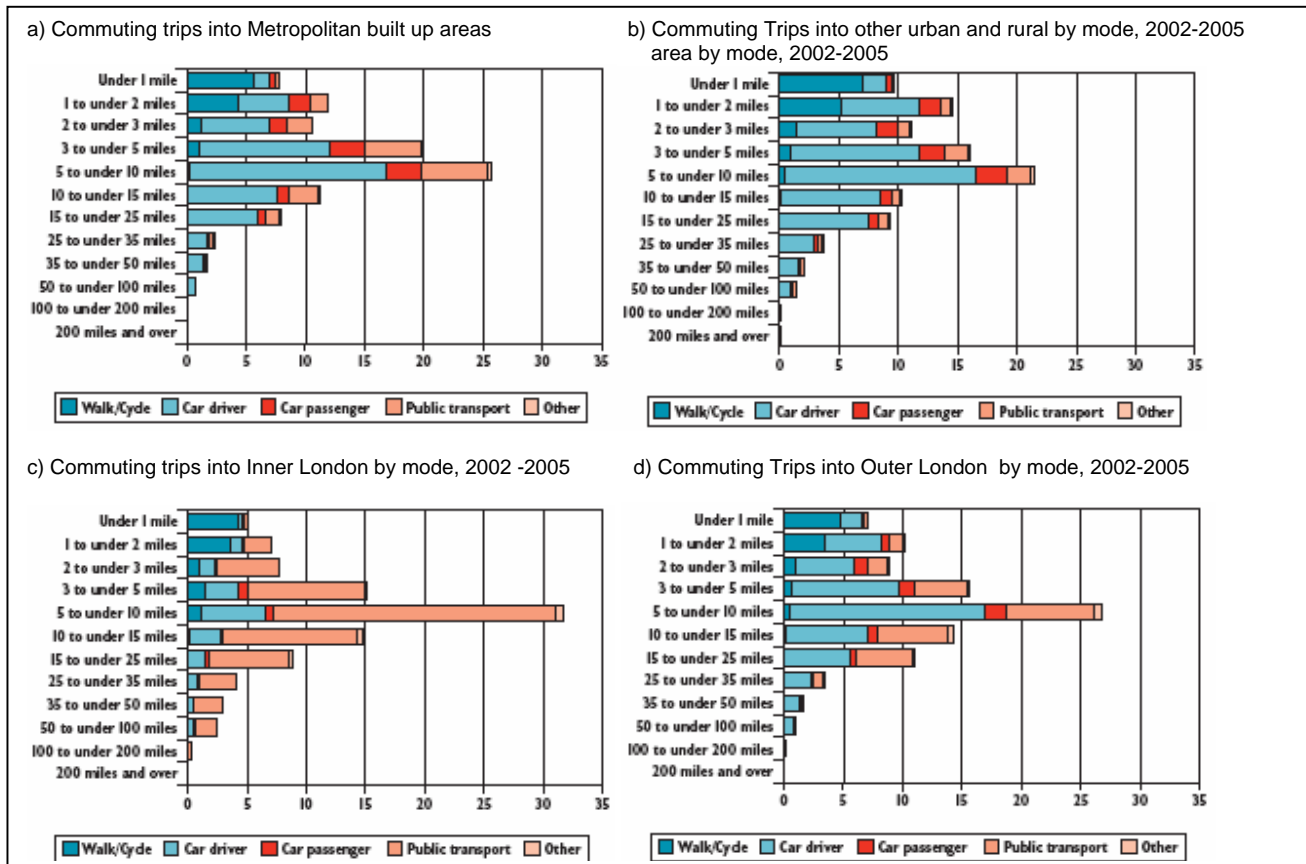 a) Commuting trips into Metropolitan built up areas
Under 1 mile
1 to under 2 miles
2 to under 3 miles
3 to under 5 miles
5 to under 10 miles
10 to under 15 miles
15 to under 25 miles
25 to under 35 miles
35 to under 50 miles
50 to under 100 miles
100 to under 200 miles
200 miles and over
0 5 10 15 20 25 30 35
Walk/Cycle Car driver Car passenger Public transport Other
b) Commuting Trips into other urban and rural by mode, 2002-2005
area by mode, 2002-2005
Under 1 mile
1 to under 2 miles
2 to under 3 miles
3 to under 5 miles
5 to under 10 miles
10 to under 15 miles
15 to under 25 miles
25 to under 35 miles
35 to under 50 miles
50 to under 100 miles
100 to under 200 miles
200 miles and over
0 5 10 15 20 25 30 35
Walk/Cycle Car driver Car passenger Public transport Other
c) Commuting trips into Inner London by mode, 2002 -2005
Under 1 mile
1 to under 2 miles
2 to under 3 miles
3 to under 5 miles
5 to under 10 miles
10 to under 15 miles
15 to under 25 miles
25 to under 35 miles
35 to under 50 miles
50 to under 100 miles
100 to under 200 miles
200 miles and over
0 5 10 15 20 25 30 35
Walk/Cycle Car driver Car passenger Public transport Other
d) Commuting Trips into Outer London by mode, 2002-2005
Under 1 mile
1 to under 2 miles
2 to under 3 miles
3 to under 5 miles
5 to under 10 miles
10 to under 15 miles
15 to under 25 miles
25 to under 35 miles
35 to under 50 miles
50 to under 100 miles
100 to under 200 miles
200 miles and over
0 5 10 15 20 25 30 35
Walk/Cycle Car driver Car passenger Public transport Other